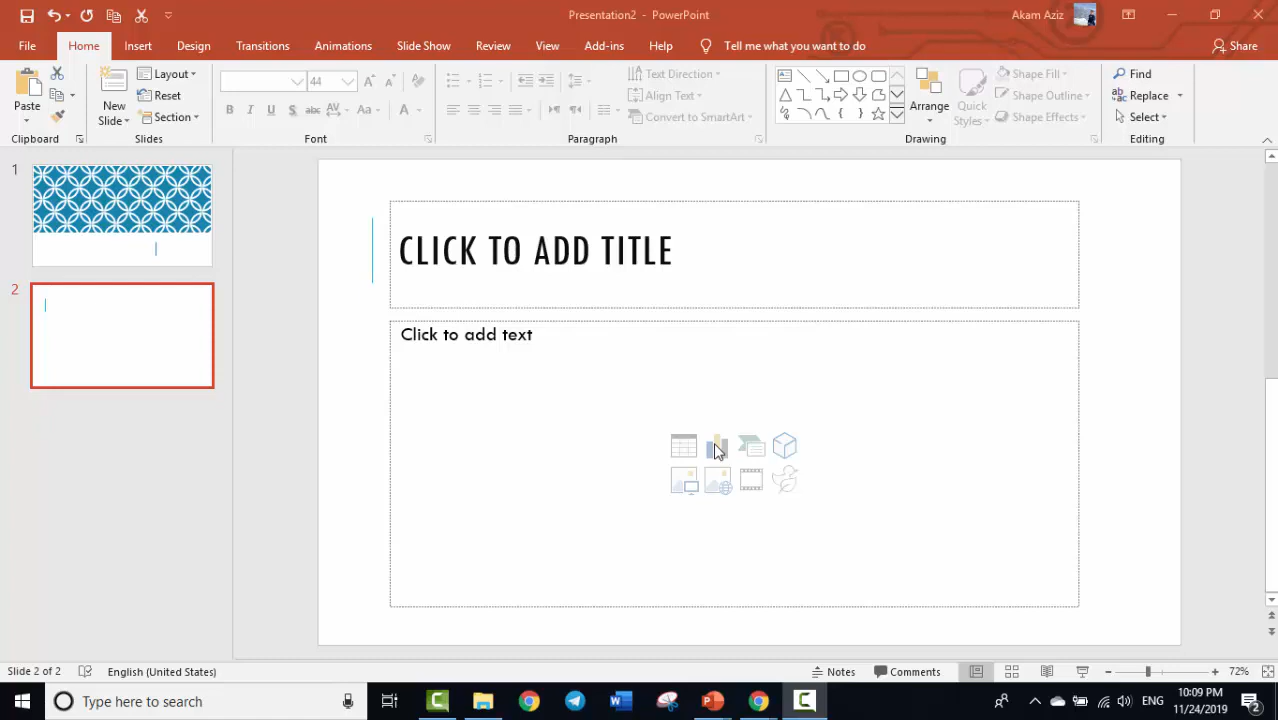 Presentation2 - PowerPoint
Akam Aziz
File
Home
Insert
Design
Transitions
Animations
Slide Show
Review
View
Add-ins
Help
Tell me what you want to do
Share
Paste
Clipboard
New
Slide
Layout
Reset
Section
Slides
44
B
I
U
S
abc
AV
Aa
A
Font
Text Direction
Align Text
Convert to SmartArt
Paragraph
Arrange
Quick
Styles
Shape Fill
Shape Outline
Shape Effects
Drawing
Find
Replace
Select
Editing
1
2
CLICK TO ADD TITLE
Click to add text
Slide 2 of 2
English (United States)
Notes
Comments
72%
Type here to search
ENG
10:09 PM
11/24/2019
2